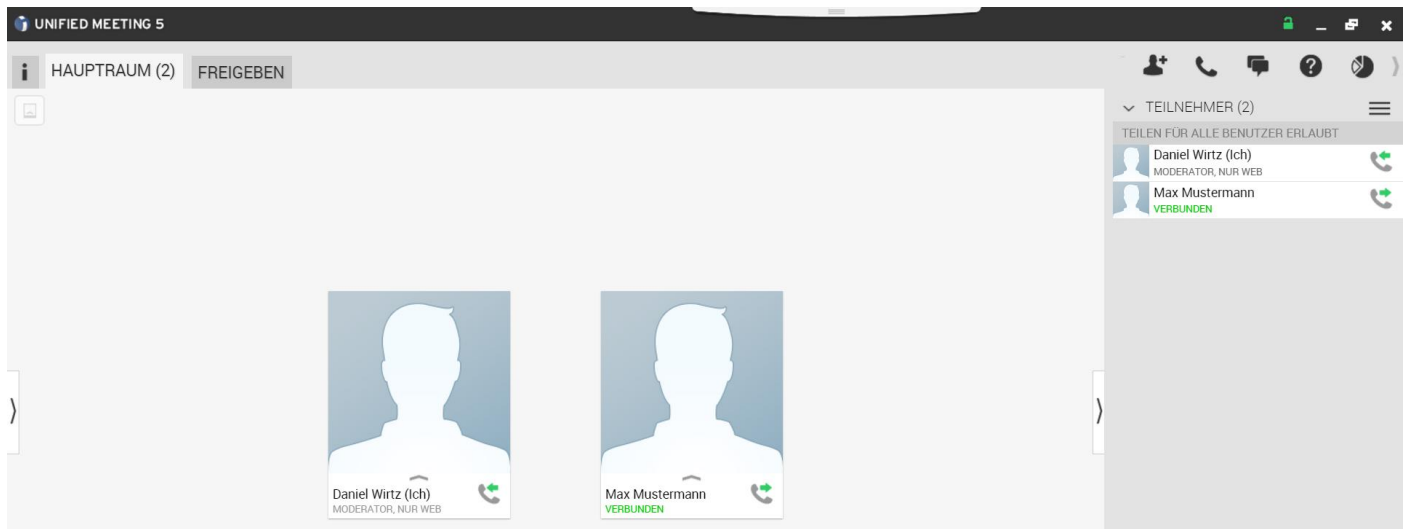 UNIFIED MEETING 5
HAUPTRAUM (2)
FREIGEBEN
TEILNEHMER (2)
TEILEN FÜR ALLE BENUTZER ERLAUBT
Daniel Wirtz (Ich)
MODERATOR, NUR WEB
Max Mustermann
VERBUNDEN
Daniel Wirtz (Ich)
MODERATOR, NUR WEB
Max Mustermann
VERBUNDEN